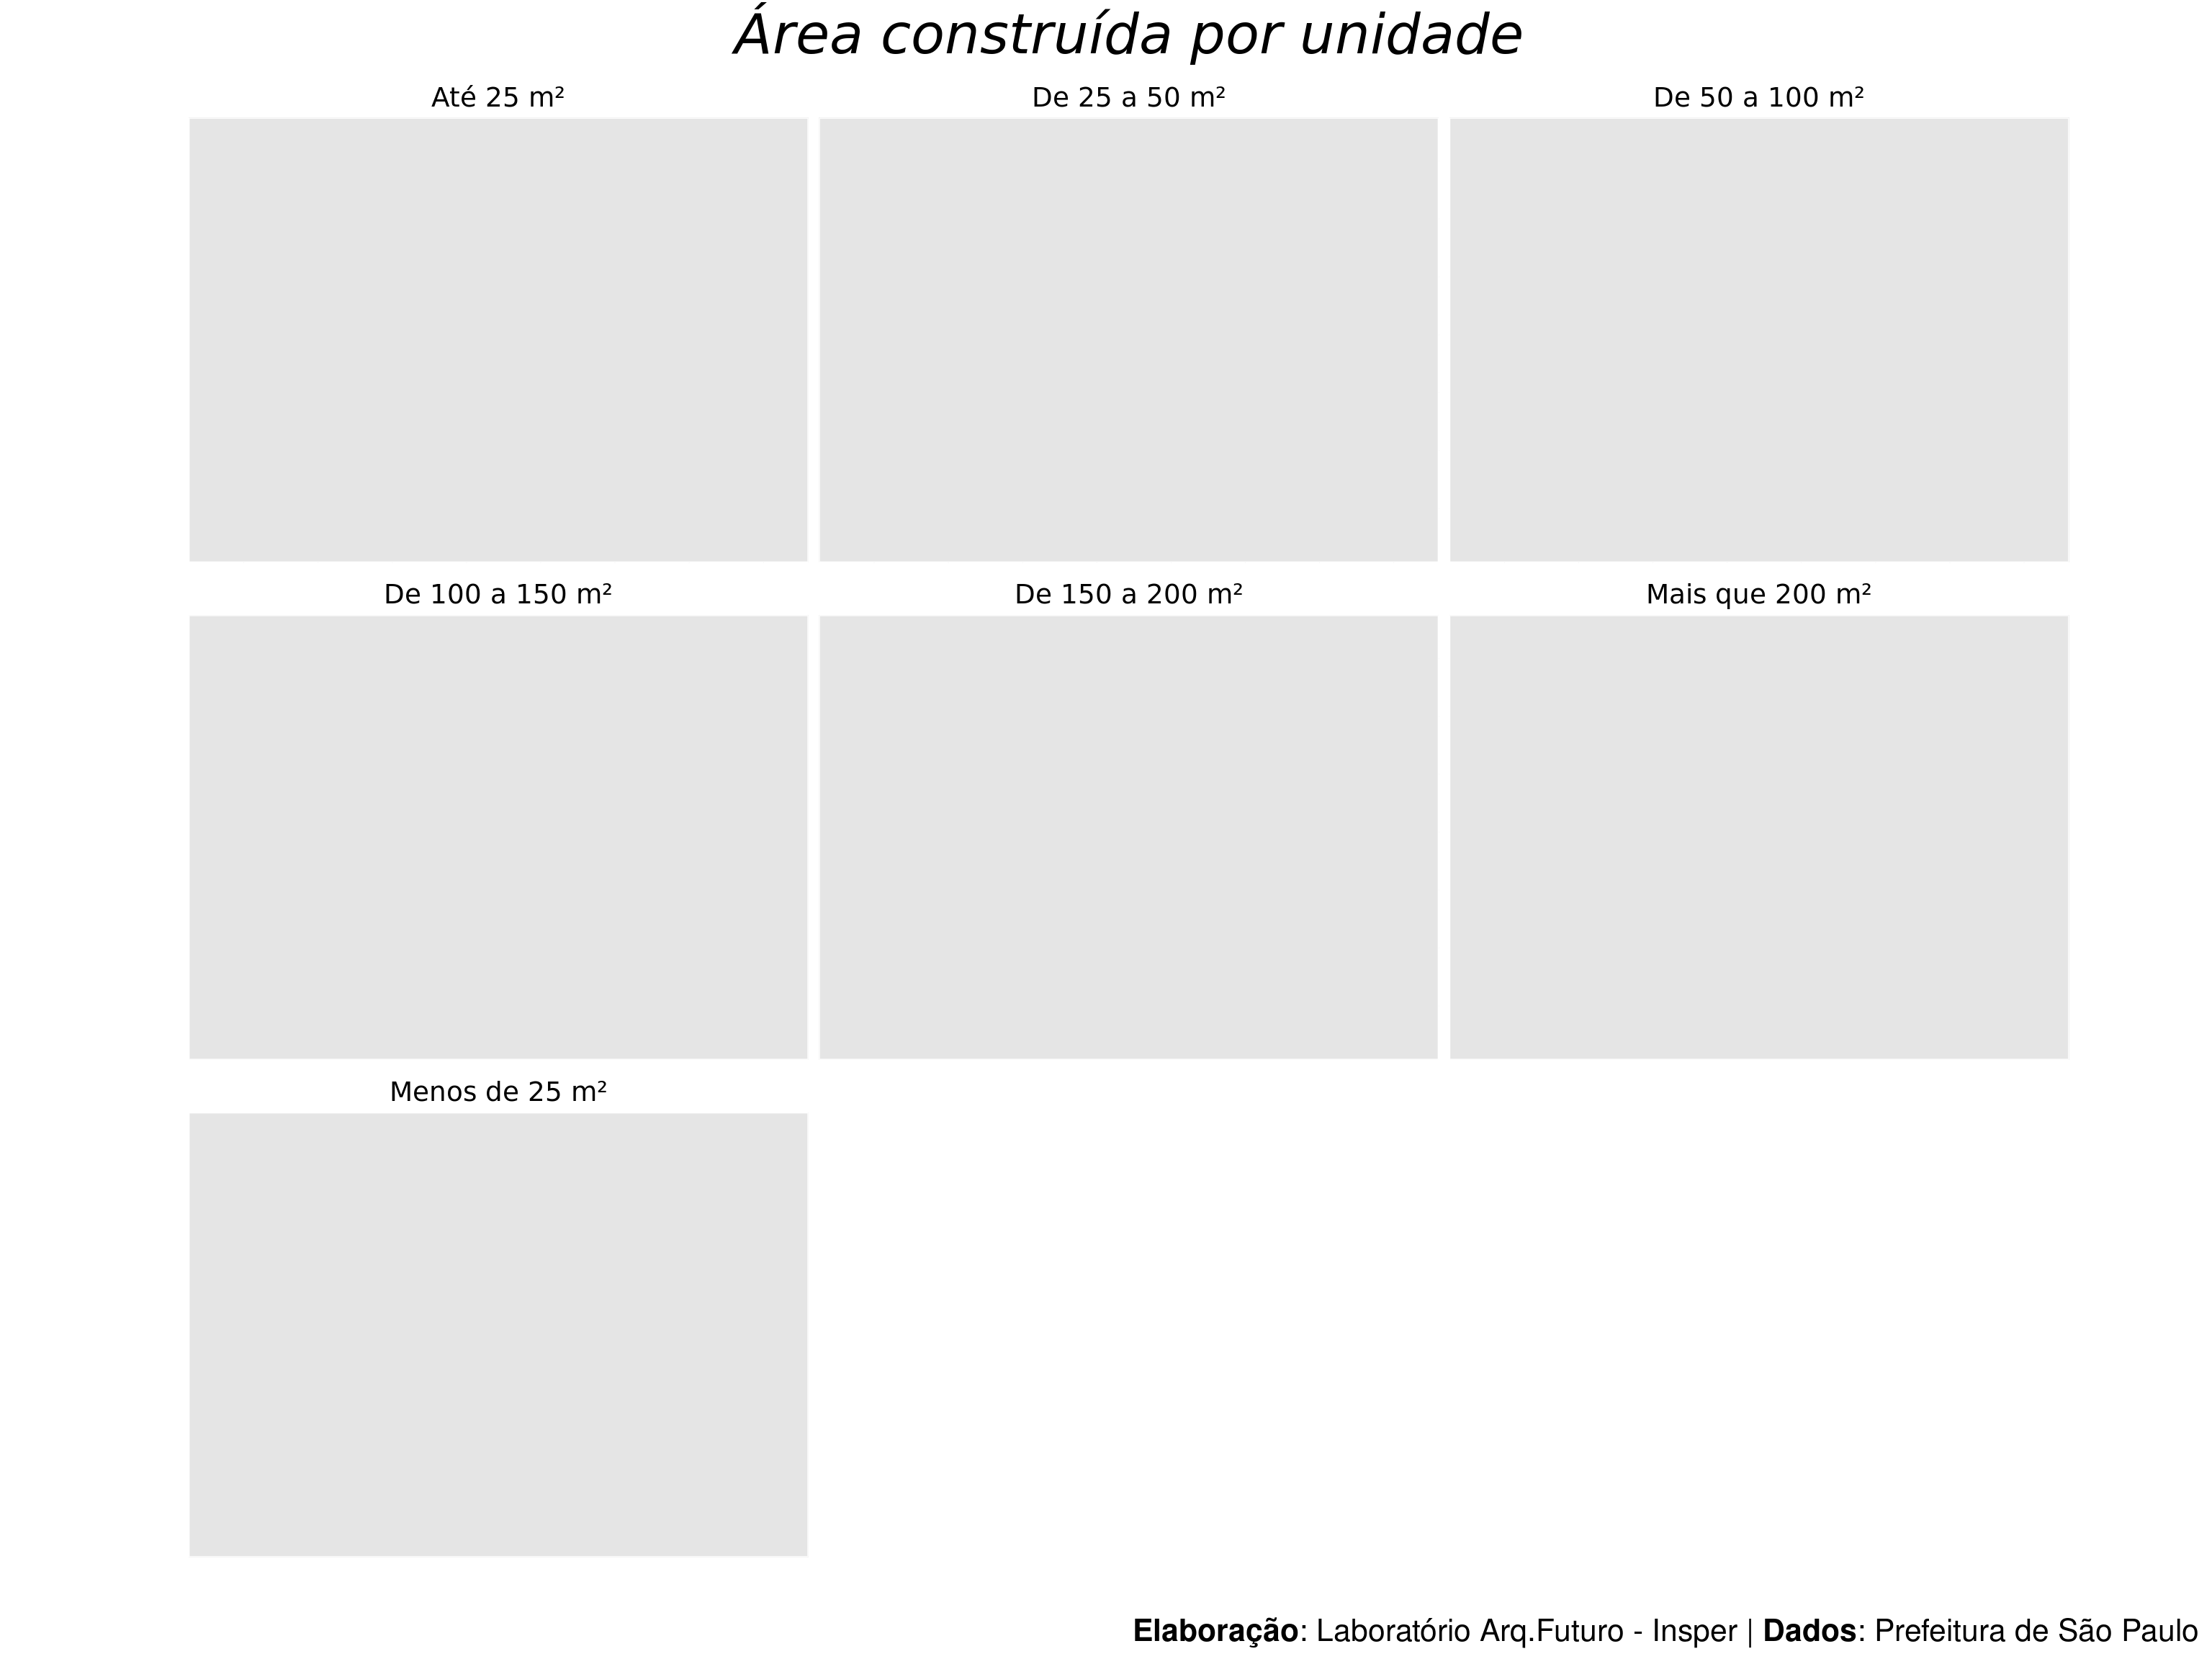 Área construída por unidade
Até 25 m²
De 25 a 50 m²
De 50 a 100 m²
De 100 a 150 m²
De 150 a 200 m²
Mais que 200 m²
Menos de 25 m²
Elaboração: Laboratório Arq.Futuro - Insper | Dados: Prefeitura de São Paulo